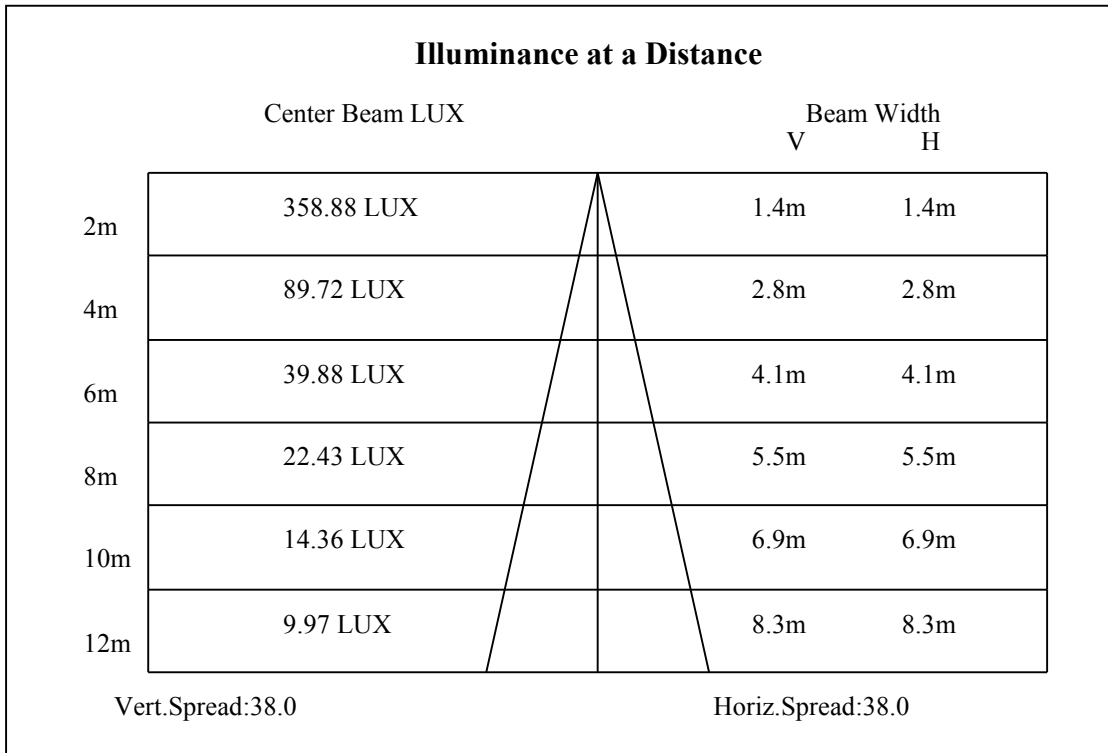 Illuminance at a Distance
Center Beam LUX Beam Width
V H
2m 358.88 LUX 1.4m 1.4m
4m 89.72 LUX 2.8m 2.8m
6m 39.88 LUX 4.1m 4.1m
8m 22.43 LUX 5.5m 5.5m
10m 14.36 LUX 6.9m 6.9m
12m 9.97 LUX 8.3m 8.3m
Vert.Spread:38.0 Horiz.Spread:38.0